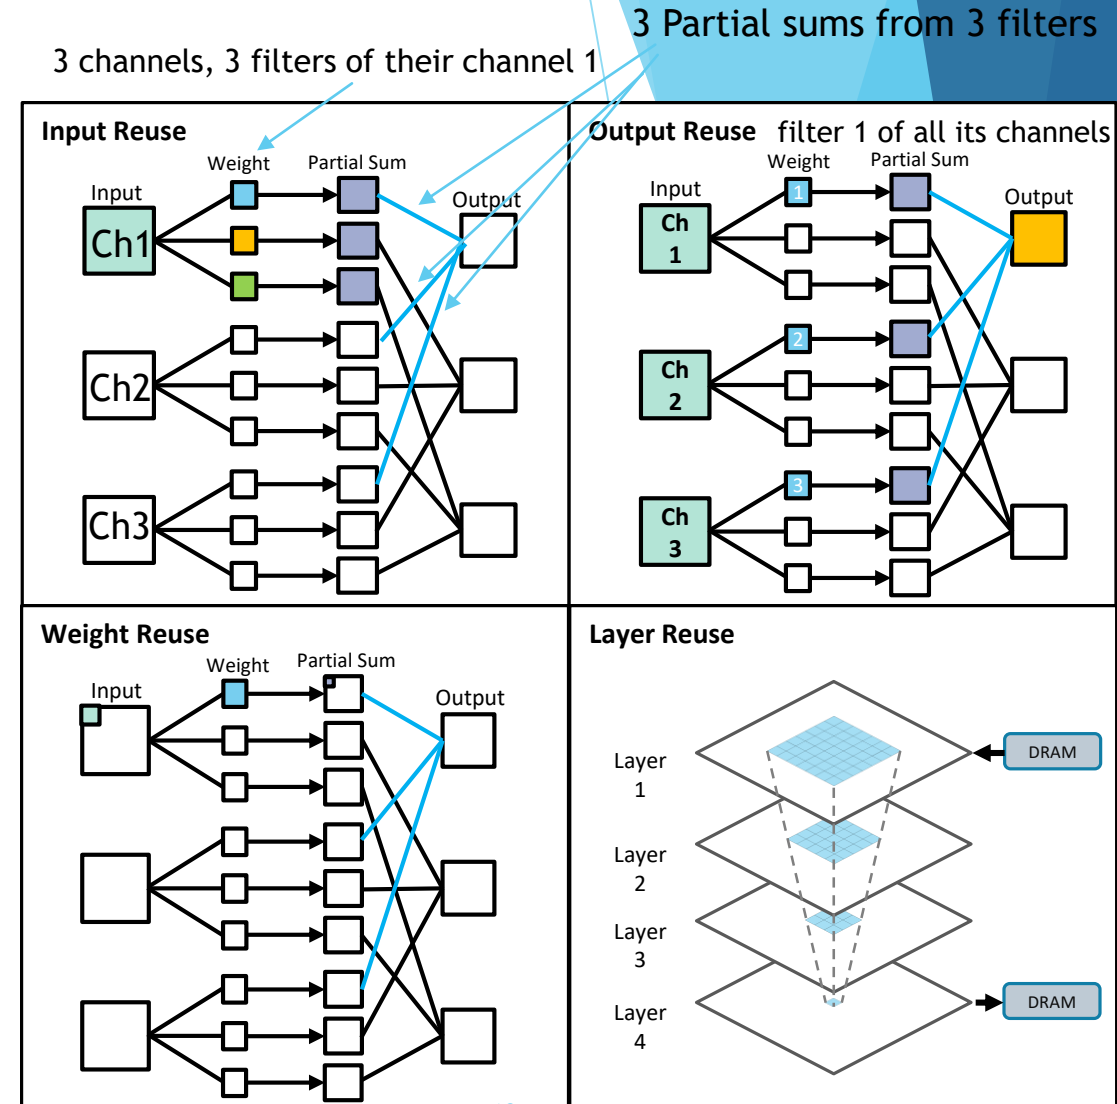 3 Partial sums from 3 filters
3 channels, 3 filters of their channel 1
Input Reuse
Weight
Partial Sum
Input
Output
Ch1
Ch2
Ch3
Output Reuse
filter 1 of all its channels
Weight
Partial Sum
Input
Output
Ch
1
1
Ch
2
2
Ch
3
3
Weight Reuse
Weight
Partial Sum
Input
Output
Layer Reuse
Layer
1
DRAM
Layer
2
Layer
3
Layer
4
DRAM